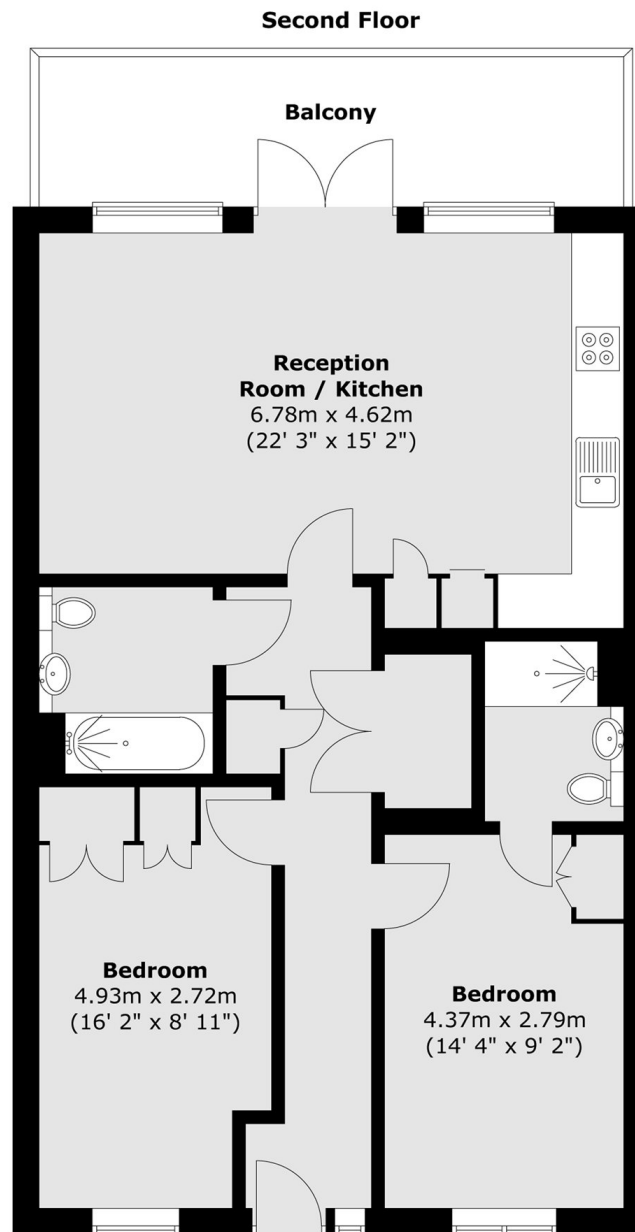 Second Floor
Balcony
Reception
Room / Kitchen
6.78m x 4.62m
(22' 3" x 15' 2")
Bedroom
4.93m x 2.72m
(16' 2" x 8' 11")
Bedroom
4.37m x 2.79m
(14' 4" x 9' 2")